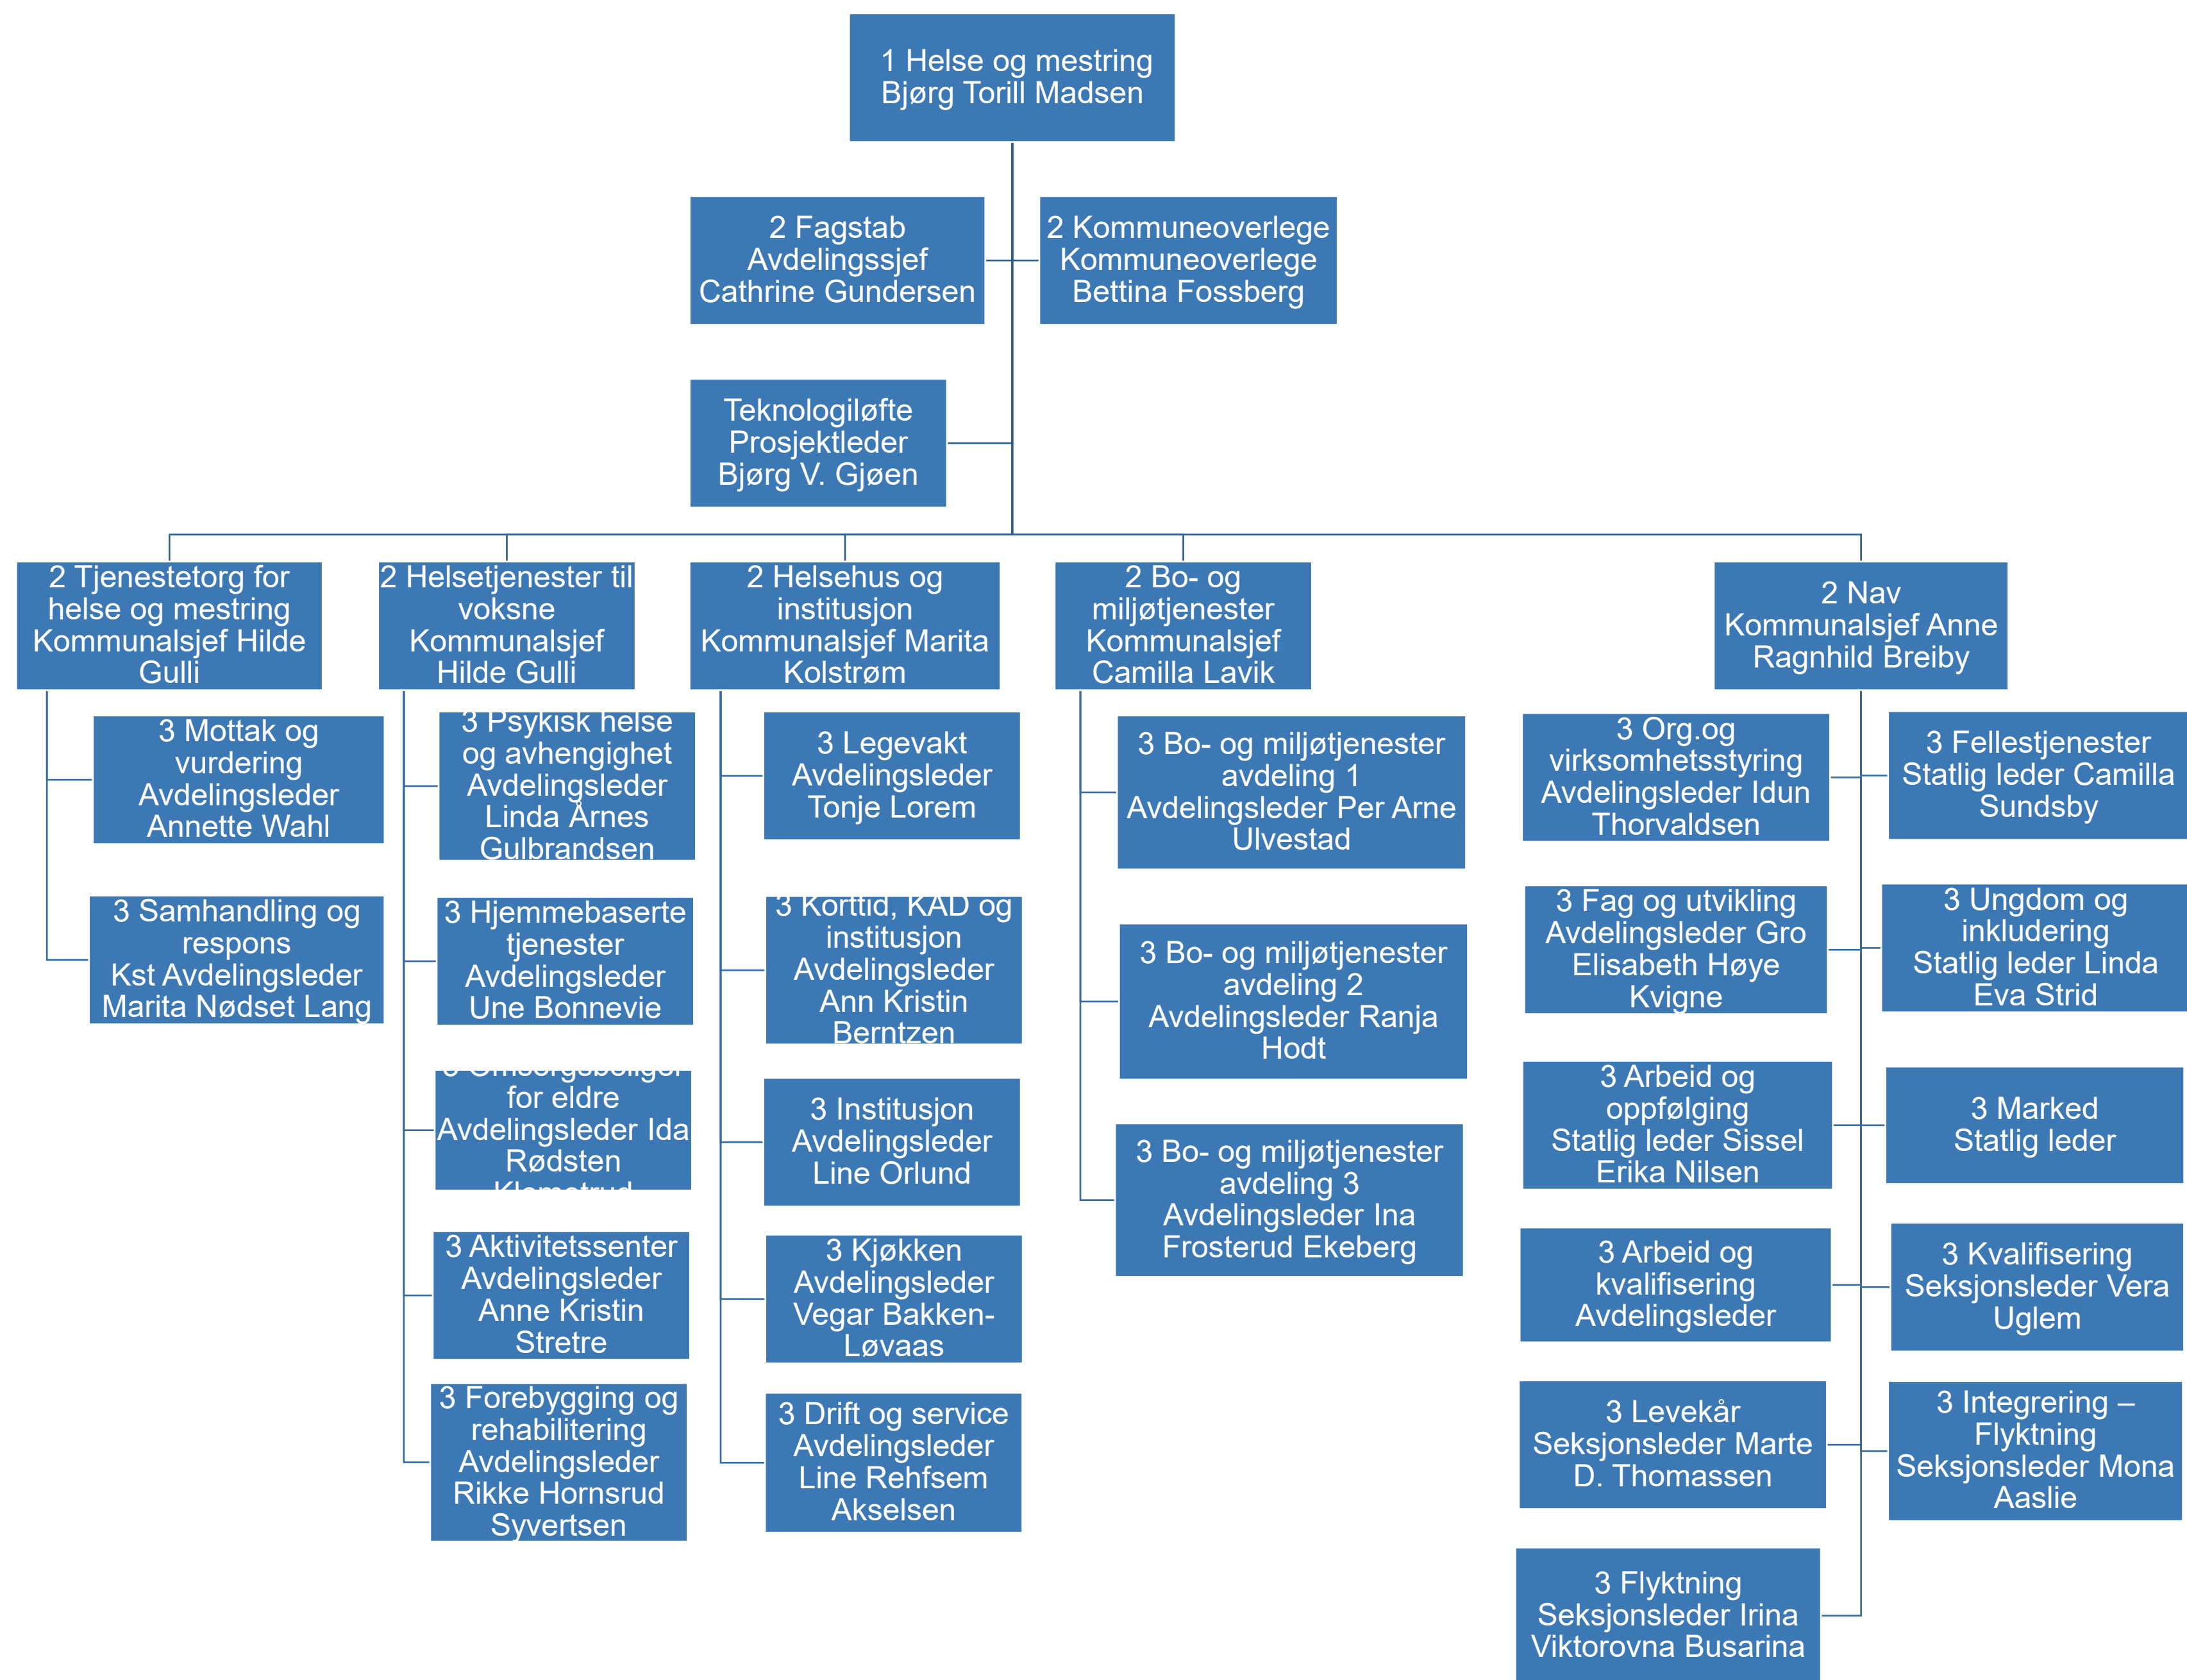 1 Helse og mestring
Bjørg Torill Madsen
2 Fagstab
Avdelingssjef
Cathrine Gundersen
2 Kommuneoverlege
Kommuneoverlege
Bettina Fossberg
Teknologiløfte
Prosjektleder
Bjørg V. Gjøen
2 Tjenestetorg for
helse og mestring
Kommunalsjef Hilde
Gulli
3 Mottak og
vurdering
Avdelingsleder
Annette Wahl
3 Samhandling og
respons
Kst Avdelingsleder
Marita Nødset Lang
2 Helsetjenester til
voksne
Kommunalsjef
Hilde Gulli
3 Psykisk helse
og avhengighet
Avdelingsleder
Linda Årnes
Gulbrandsen
3 Hjemmebaserte
tjenester
Avdelingsleder
Une Bonnevie
3 Omsorgsboliger
for eldre
Avdelingsleder Ida
Rødsten
3 Aktivitetssenter
Avdelingsleder
Anne Kristin
Stretre
3 Forebygging og
rehabilitering
Avdelingsleder
Rikke Hornsrud
Syvertsen
2 Helsehus og
institusjon
Kommunalsjef Marita
Kolstrøm
3 Legevakt
Avdelingsleder
Tonje Lorem
3 Korttid, KAD og
institusjon
Avdelingsleder
Ann Kristin
Berntzen
3 Institusjon
Avdelingsleder
Line Orlund
3 Kjøkken
Avdelingsleder
Vegar Bakken-
Løvaas
3 Drift og service
Avdelingsleder
Line Rehfsem
Akselsen
2 Bo- og
miljøtjenester
Kommunalsjef
Camilla Lavik
3 Bo- og miljøtjenester
avdeling 1
Avdelingsleder Per Arne
Ulvestad
3 Bo- og miljøtjenester
avdeling 2
Avdelingsleder Ranja
Hodt
3 Bo- og miljøtjenester
avdeling 3
Avdelingsleder Ina
Frosterud Ekeberg
2 Nav
Kommunalsjef Anne
Ragnhild Breiby
3 Org.og
virksomhetsstyring
Avdelingsleder Idun
Thorvaldsen
3 Fellestjenester
Statlig leder Camilla
Sundsby
3 Fag og utvikling
Avdelingsleder Gro
Elisabeth Høye
Kvigne
3 Ungdom og
inkludering
Statlig leder Linda
Eva Strid
3 Arbeid og
oppfølging
Statlig leder Sissel
Erika Nilsen
3 Marked
Statlig leder
3 Arbeid og
kvalifisering
Avdelingsleder
3 Kvalifisering
Seksjonsleder Vera
Uglem
3 Levekår
Seksjonsleder Marte
D. Thomassen
3 Integrering –
Flyktning
Seksjonsleder Mona
Aaslie
3 Flyktning
Seksjonsleder Irina
Viktorovna Busarina